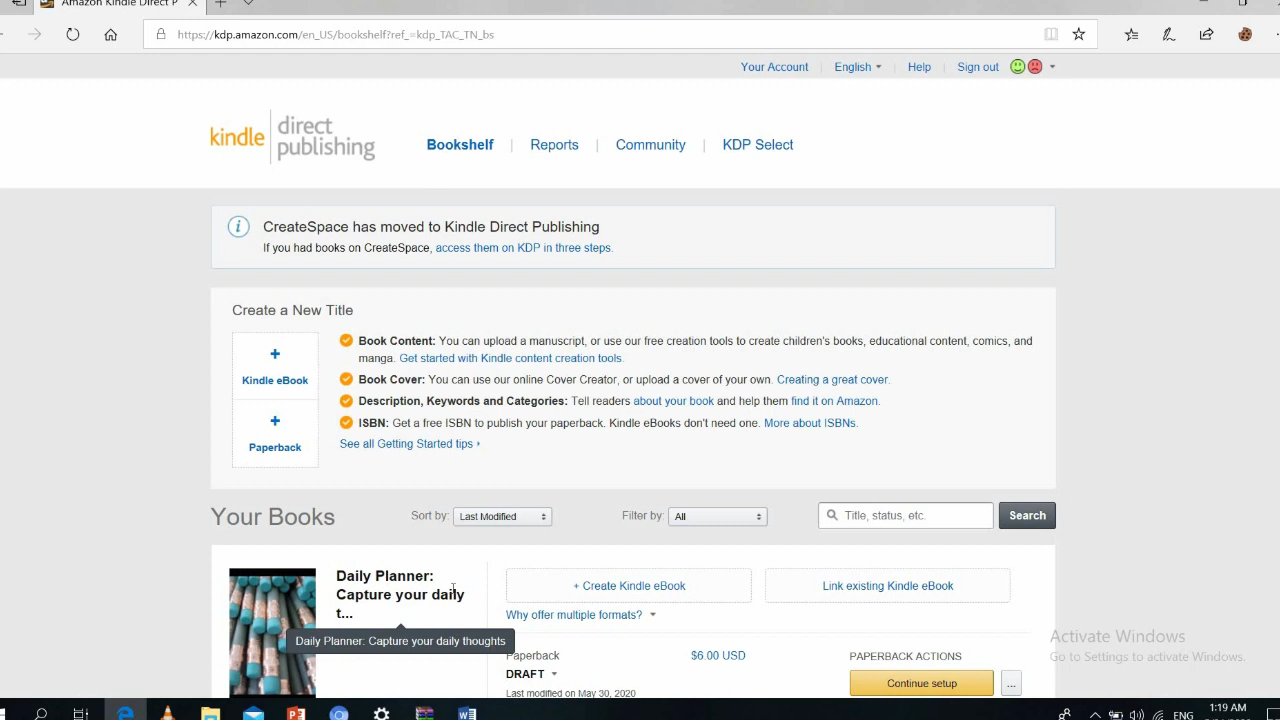 Amazon Kindle Direct P
https://kdp.amazon.com/en_US/bookshelf?ref_=kdp_TAC_TN_bs
Your Account
English
Help
Sign out
kindle direct publishing
Bookshelf
Reports
Community
KDP Select
CreateSpace has moved to Kindle Direct Publishing
If you had books on CreateSpace, access them on KDP in three steps.
Create a New Title
+
Kindle eBook
+
Paperback
Book Content: You can upload a manuscript, or use our free creation tools to create children's books, educational content, comics, and
manga. Get started with Kindle content creation tools.
Book Cover: You can use our online Cover Creator, or upload a cover of your own. Creating a great cover.
Description, Keywords and Categories: Tell readers about your book and help them find it on Amazon.
ISBN: Get a free ISBN to publish your paperback. Kindle eBooks don't need one. More about ISBNs.
See all Getting Started tips ›
Your Books
Sort by: Last Modified
Filter by: All
Title, status, etc.
Search
Daily Planner:
Capture your daily
t...
Daily Planner: Capture your daily thoughts
+ Create Kindle eBook
Link existing Kindle eBook
Why offer multiple formats?
Paperback
$6.00 USD
PAPERBACK ACTIONS
DRAFT
Continue setup
...
Last modified on May 30, 2020
Activate Windows
Go to Settings to activate Windows.
ENG
1:19 AM